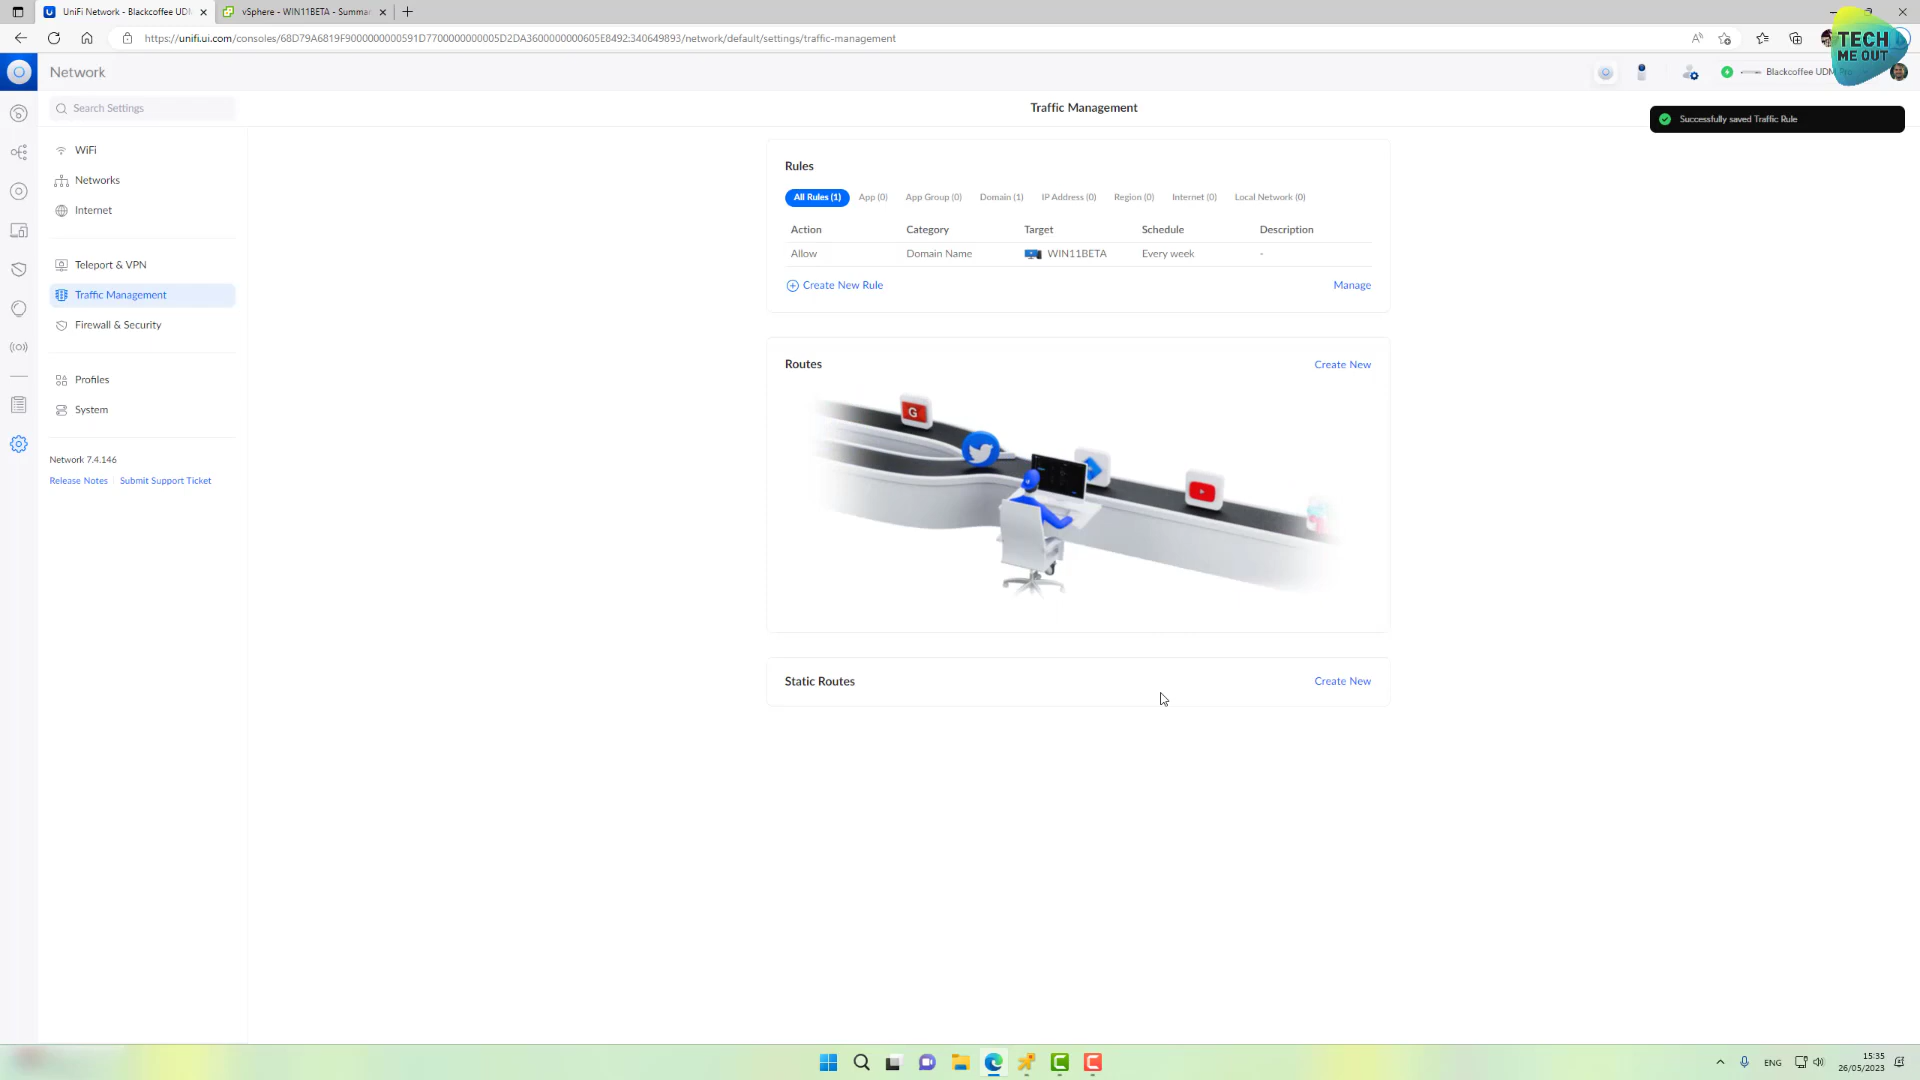 UniFi Network - Blackcoffee UDM
vSphere - WIN11BETA - Summar
https://unifi.ui.com/consoles/68D79A6819F9000000000591D7700000000005D2DA3600000000605E8492:340649893/network/default/settings/traffic-management
TECH
ME OUT
Network
Blackcoffee UDM
Search Settings
Traffic Management
Successfully saved Traffic Rule
WiFi
Networks
Internet
Teleport & VPN
Traffic Management
Firewall & Security
Profiles
System
Network 7.4.146
Release Notes Submit Support Ticket
Rules
All Rules (1) App (0) App Group (0) Domain (1) IP Address (0) Region (0) Internet (0) Local Network (0)
Action Category Target Schedule Description
Allow Domain Name WIN11BETA Every week -
Create New Rule Manage
Routes Create New
G
Static Routes Create New
ENG
15:35
26/05/2023